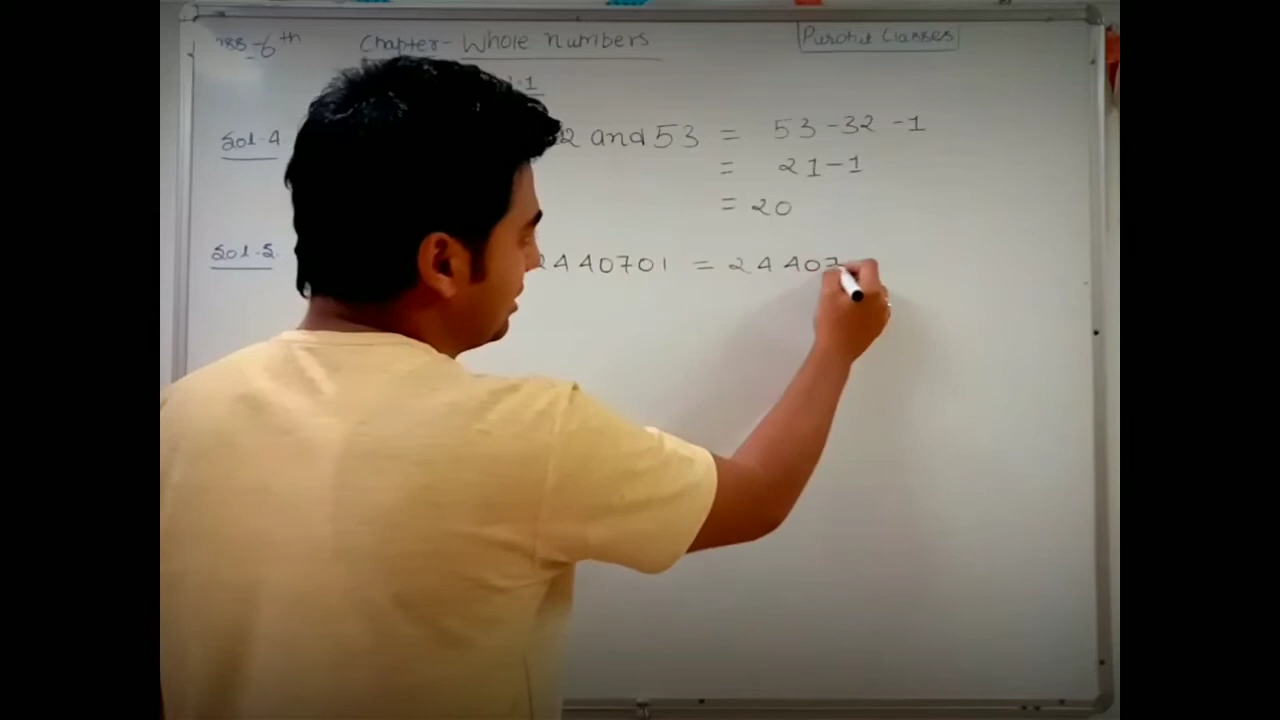 6th Chapter - Whole Numbers Purohit Classes
Sol-4 and 53 = 53 - 32 - 1
= 21 - 1
= 20
Sol-5 2440701 = 24407